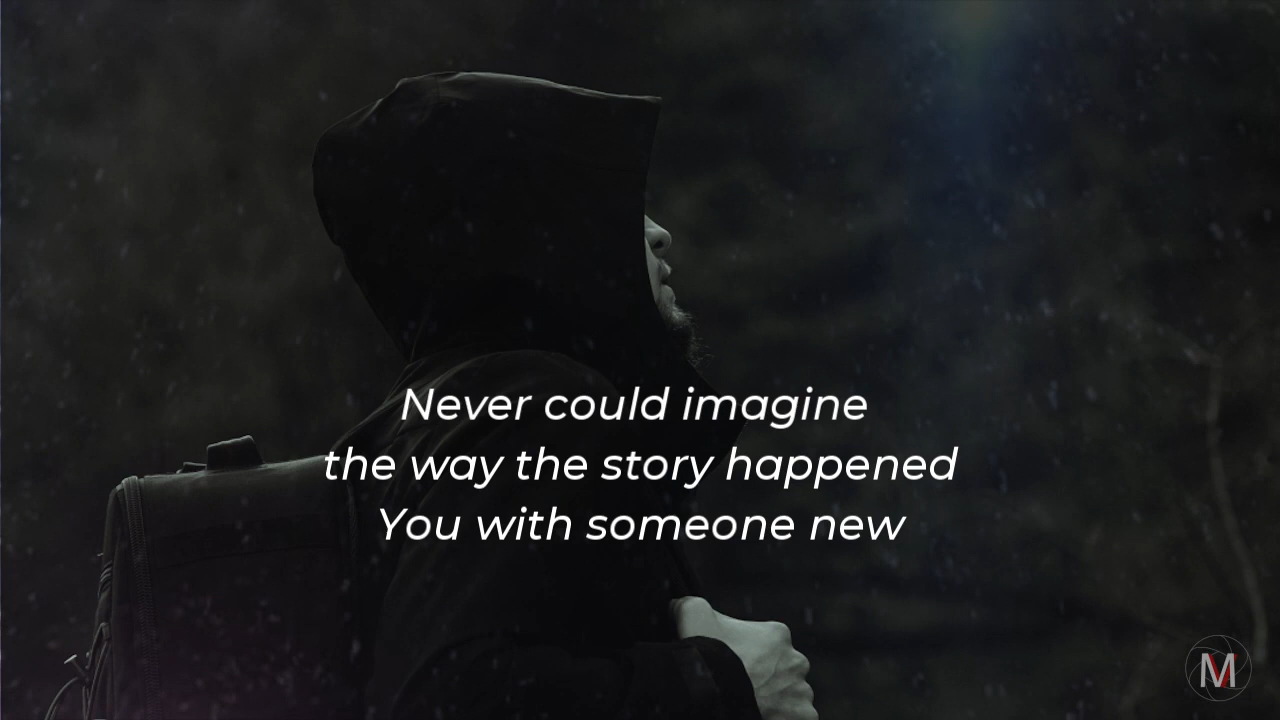 Never could imagine
the way the story happened
You with someone new
M